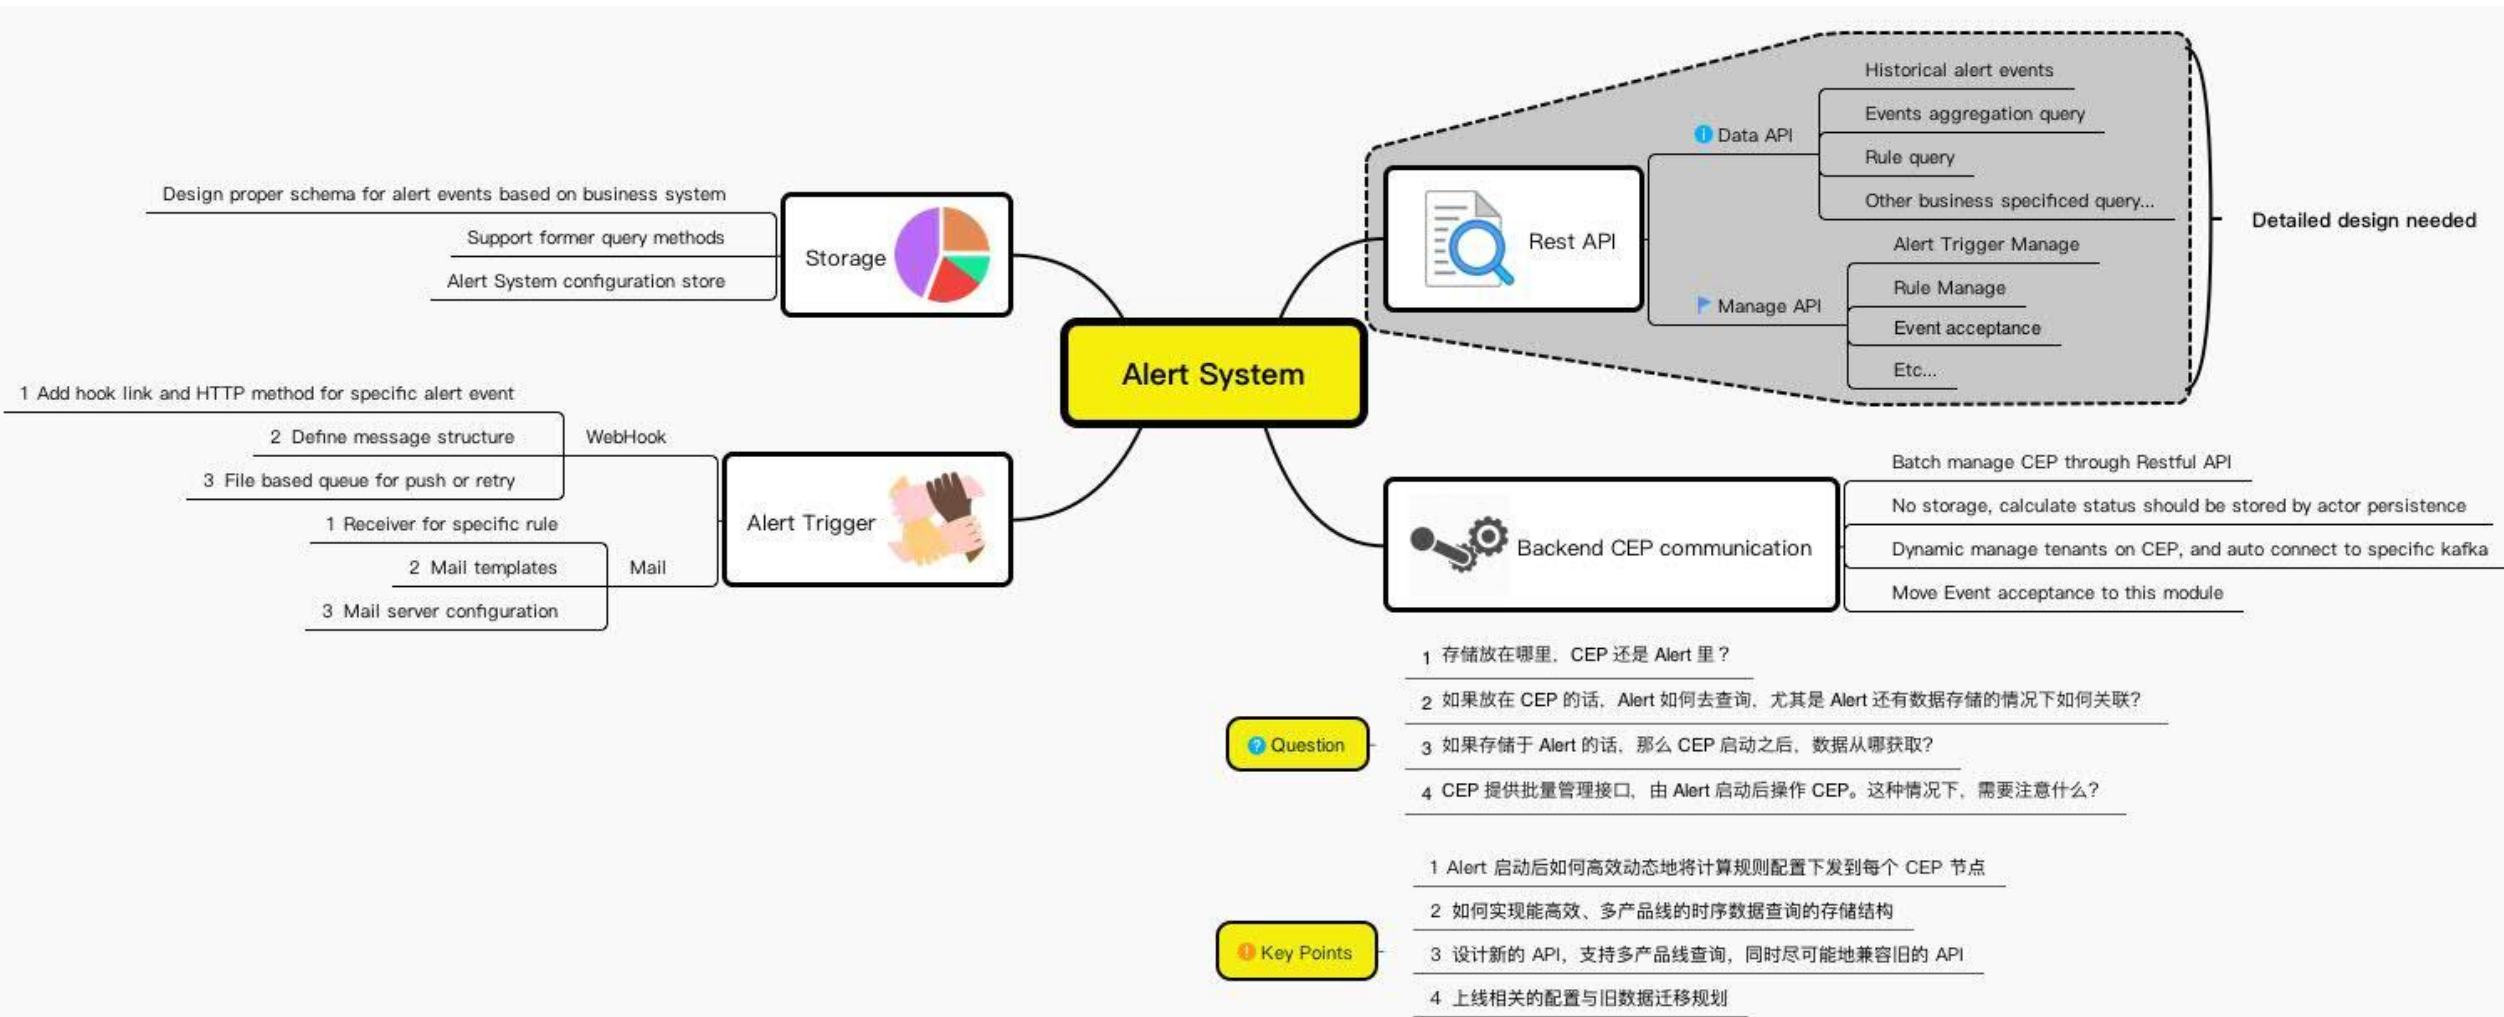 Alert System
Storage
Design proper schema for alert events based on business system
Support former query methods
Alert System configuration store
Alert Trigger
WebHook
1 Add hook link and HTTP method for specific alert event
2 Define message structure
3 File based queue for push or retry
Mail
1 Receiver for specific rule
2 Mail templates
3 Mail server configuration
Rest API
Data API
Historical alert events
Events aggregation query
Rule query
Other business specificed query...
Manage API
Alert Trigger Manage
Rule Manage
Event acceptance
Etc...
Detailed design needed
Backend CEP communication
Batch manage CEP through Restful API
No storage, calculate status should be stored by actor persistence
Dynamic manage tenants on CEP, and auto connect to specific kafka
Move Event acceptance to this module
Question
1 存储放在哪里，CEP 还是 Alert 里？
2 如果放在 CEP 的话，Alert 如何去查询，尤其是 Alert 还有数据存储的情况下如何关联？
3 如果存储于 Alert 的话，那么 CEP 启动之后，数据从哪获取？
4 CEP 提供批量管理接口，由 Alert 启动后操作 CEP。这种情况下，需要注意什么？
Key Points
1 Alert 启动后如何高效动态地将计算规则配置下发到每个 CEP 节点
2 如何实现能高效、多产品线的时序数据查询的存储结构
3 设计新的 API，支持多产品线查询，同时尽可能地兼容旧的 API
4 上线相关的配置与旧数据迁移规划